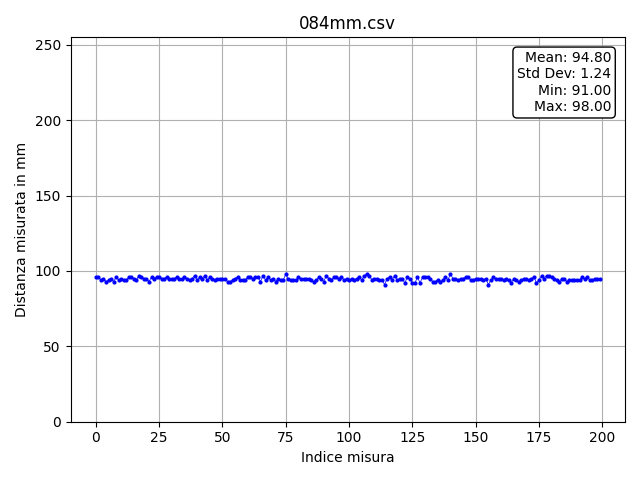 084mm.csv
Mean: 94.80
Std Dev: 1.24
Min: 91.00
Max: 98.00
Distanza misurata in mm
250
200
150
100
50
0
0 25 50 75 100 125 150 175 200
Indice misura